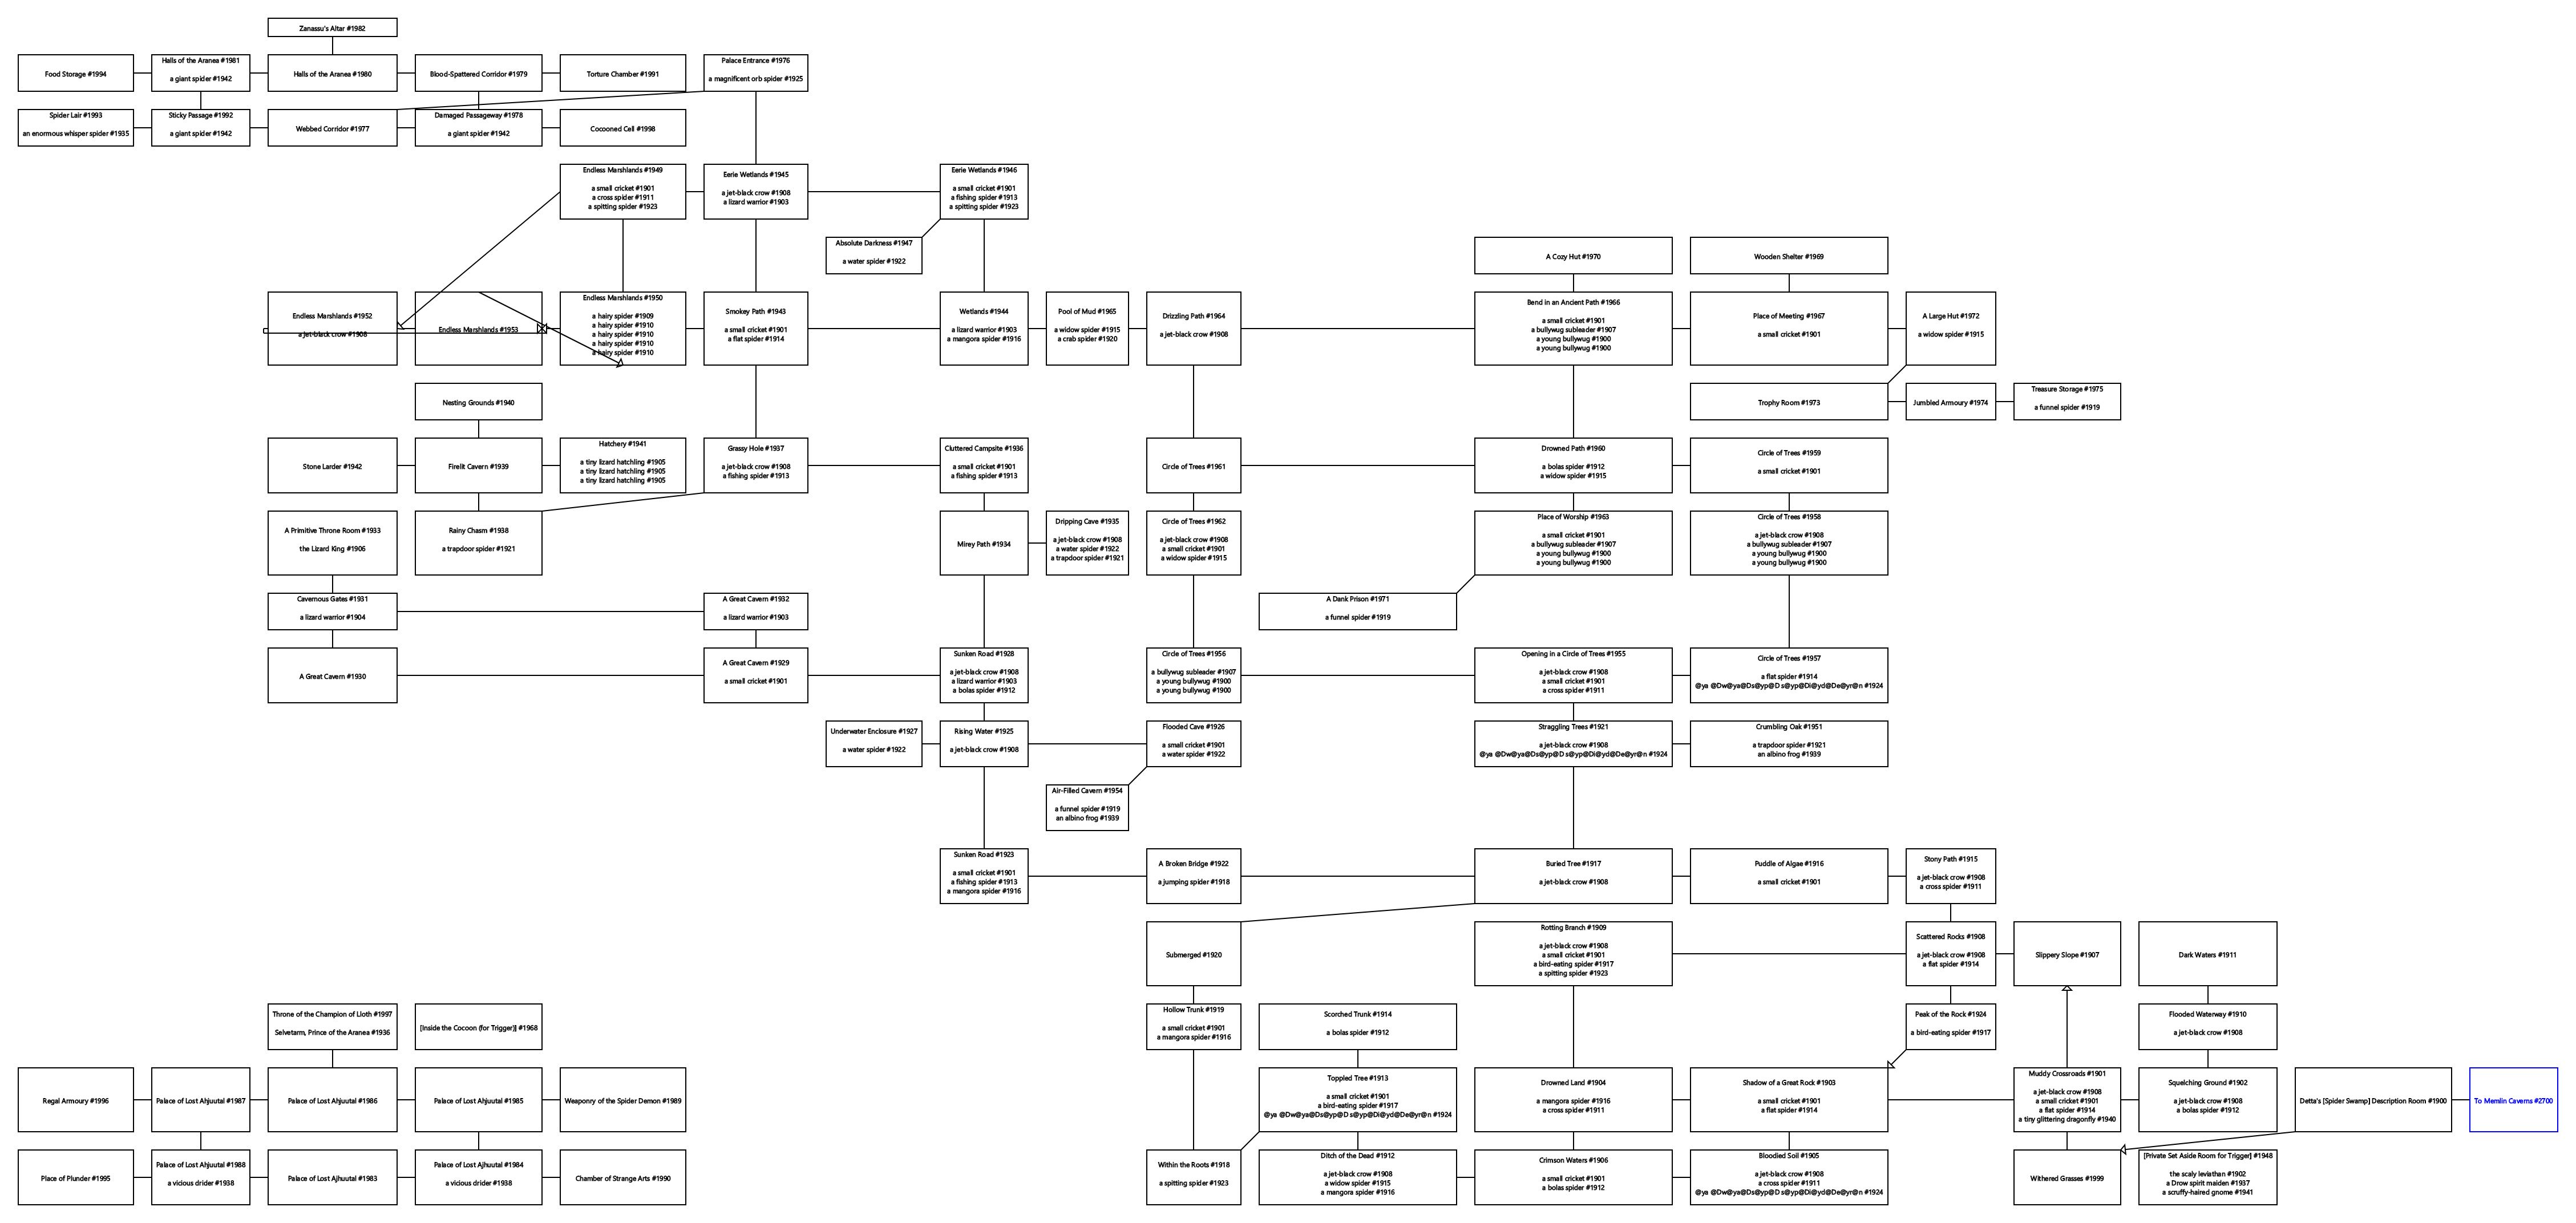 Zanassu's Altar #1982
Food Storage #1994
Halls of the Aranea #1981
a giant spider #1942
Halls of the Aranea #1980
Blood-Spattered Corridor #1979
Torture Chamber #1991
Palace Entrance #1976
a magnificent orb spider #1925
Spider Lair #1993
an enormous whisper spider #1935
Sticky Passage #1992
a giant spider #1942
Webbed Corridor #1977
Damaged Passageway #1978
a giant spider #1942
Cocooned Cell #1998
Endless Marshlands #1949
a small cricket #1901
a cross spider #1911
a spitting spider #1923
Eerie Wetlands #1945
a jet-black crow #1908
a lizard warrior #1903
Eerie Wetlands #1946
a small cricket #1901
a fishing spider #1913
a spitting spider #1923
Absolute Darkness #1947
a water spider #1922
A Cozy Hut #1970
Wooden Shelter #1969
Endless Marshlands #1952
a jet-black crow #1908
Endless Marshlands #1953
Endless Marshlands #1950
a hairy spider #1909
a hairy spider #1910
a hairy spider #1910
a hairy spider #1910
a hairy spider #1910
Smokey Path #1943
a small cricket #1901
a flat spider #1914
Wetlands #1944
a lizard warrior #1903
a mangora spider #1916
Pool of Mud #1965
a widow spider #1915
a crab spider #1920
Drizzling Path #1964
a jet-black crow #1908
Bend in an Ancient Path #1966
a small cricket #1901
a bullywug subleader #1907
a young bullywug #1900
a young bullywug #1900
Place of Meeting #1967
a small cricket #1901
A Large Hut #1972
a widow spider #1915
Nesting Grounds #1940
Trophy Room #1973
Jumbled Armoury #1974
Treasure Storage #1975
a funnel spider #1919
Stone Larder #1942
Firelit Cavern #1939
Hatchery #1941
a tiny lizard hatchling #1905
a tiny lizard hatchling #1905
a tiny lizard hatchling #1905
Grassy Hole #1937
a jet-black crow #1908
a fishing spider #1913
Cluttered Campsite #1936
a small cricket #1901
a fishing spider #1913
Circle of Trees #1961
Drowned Path #1960
a bolas spider #1912
a widow spider #1915
Circle of Trees #1959
a small cricket #1901
A Primitive Throne Room #1933
the Lizard King #1906
Rainy Chasm #1938
a trapdoor spider #1921
Mirey Path #1934
Dripping Cave #1935
a jet-black crow #1908
a water spider #1922
a trapdoor spider #1921
Circle of Trees #1962
a jet-black crow #1908
a small cricket #1901
a widow spider #1915
Place of Worship #1963
a small cricket #1901
a bullywug subleader #1907
a young bullywug #1900
a young bullywug #1900
Circle of Trees #1958
a jet-black crow #1908
a bullywug subleader #1907
a young bullywug #1900
a young bullywug #1900
Cavernous Gates #1931
a lizard warrior #1904
A Great Cavern #1932
a lizard warrior #1903
A Dank Prison #1971
a funnel spider #1919
A Great Cavern #1930
A Great Cavern #1929
a small cricket #1901
Sunken Road #1928
a jet-black crow #1908
a lizard warrior #1903
a bolas spider #1912
Circle of Trees #1956
a bullywug subleader #1907
a young bullywug #1900
a young bullywug #1900
Opening in a Circle of Trees #1955
a jet-black crow #1908
a small cricket #1901
a cross spider #1911
Circle of Trees #1957
a flat spider #1914
@ya @Dw@ya@Ds@yp@D s@yp@Di@yd@De@yr@n #1924
Underwater Enclosure #1927
a water spider #1922
Rising Water #1925
a jet-black crow #1908
Flooded Cave #1926
a small cricket #1901
a water spider #1922
Straggling Trees #1921
a jet-black crow #1908
@ya @Dw@ya@Ds@yp@D s@yp@Di@yd@De@yr@n #1924
Crumbling Oak #1951
a trapdoor spider #1921
an albino frog #1939
Air-Filled Cavern #1954
a funnel spider #1919
an albino frog #1939
Sunken Road #1923
a small cricket #1901
a fishing spider #1913
a mangora spider #1916
A Broken Bridge #1922
a jumping spider #1918
Buried Tree #1917
a jet-black crow #1908
Puddle of Algae #1916
a small cricket #1901
Stony Path #1915
a jet-black crow #1908
a cross spider #1911
Submerged #1920
Rotting Branch #1909
a jet-black crow #1908
a small cricket #1901
a bird-eating spider #1917
a spitting spider #1923
Scattered Rocks #1908
a jet-black crow #1908
a flat spider #1914
Slippery Slope #1907
Dark Waters #1911
Throne of the Champion of Lloth #1997
Selvetarm, Prince of the Aranea #1936
[Inside the Cocoon (for Trigger)] #1968
Hollow Trunk #1919
a small cricket #1901
a mangora spider #1916
Scorched Trunk #1914
a bolas spider #1912
Peak of the Rock #1924
a bird-eating spider #1917
Flooded Waterway #1910
a jet-black crow #1908
Regal Armoury #1996
Palace of Lost Ahjuutal #1987
Palace of Lost Ahjuutal #1986
Palace of Lost Ahjuutal #1985
Weaponry of the Spider Demon #1989
Toppled Tree #1913
a small cricket #1901
a bird-eating spider #1917
@ya @Dw@ya@Ds@yp@D s@yp@Di@yd@De@yr@n #1924
Drowned Land #1904
a mangora spider #1916
a cross spider #1911
Shadow of a Great Rock #1903
a small cricket #1901
a flat spider #1914
Muddy Crossroads #1901
a jet-black crow #1908
a small cricket #1901
a flat spider #1914
a tiny glittering dragonfly #1940
Squelching Ground #1902
a jet-black crow #1908
a bolas spider #1912
Detta's [Spider Swamp] Description Room #1900
To Memlin Caverns #2700
Place of Plunder #1995
Palace of Lost Ahjuutal #1988
a vicious drider #1938
Palace of Lost Ajhuutal #1983
Palace of Lost Ajhuutal #1984
a vicious drider #1938
Chamber of Strange Arts #1990
Within the Roots #1918
a spitting spider #1923
Ditch of the Dead #1912
a jet-black crow #1908
a widow spider #1915
a mangora spider #1916
Crimson Waters #1906
a small cricket #1901
a bolas spider #1912
Bloodied Soil #1905
a jet-black crow #1908
a cross spider #1911
@ya @Dw@ya@Ds@yp@D s@yp@Di@yd@De@yr@n #1924
Withered Grasses #1999
[Private Set Aside Room for Trigger] #1948
the scaly leviathan #1902
a Drow spirit maiden #1937
a scruffy-haired gnome #1941